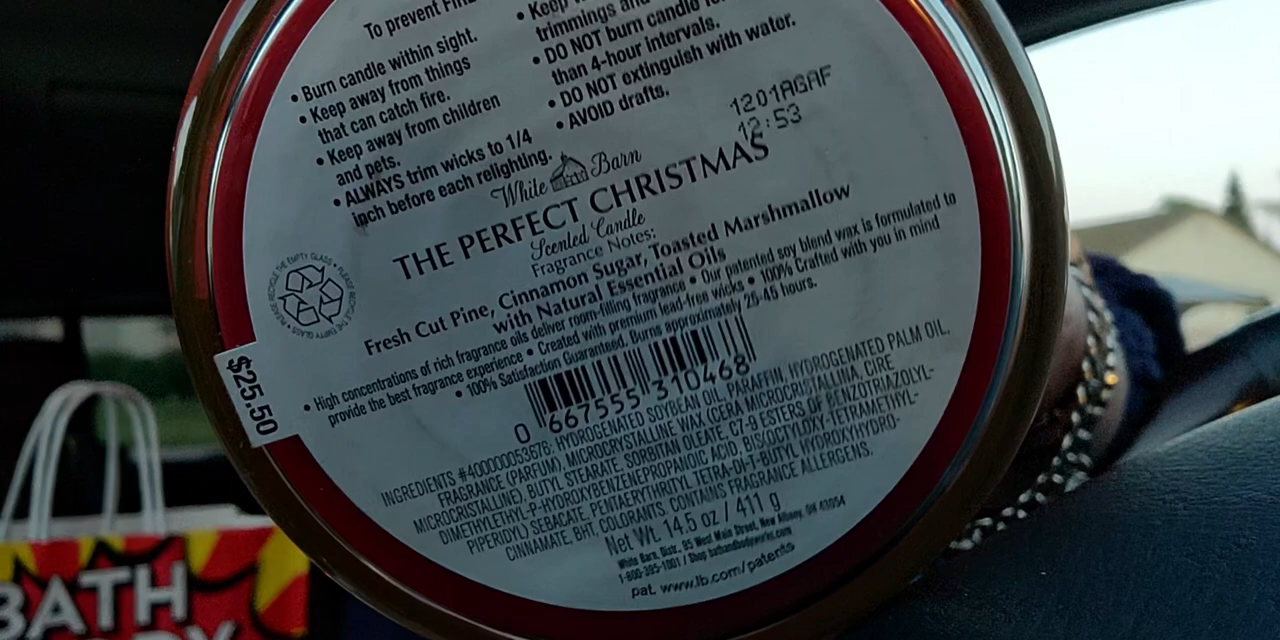 To prevent
• Burn candle within sight.
• Keep away from things
that can catch fire.
• Keep away from children
and pets.
• ALWAYS trim wicks to 1/4
inch before each relighting.
• Keep
trimmings and
• DO NOT burn candle
than 4-hour intervals.
• DO NOT extinguish with water.
• AVOID drafts.
1201AGAF
12:53
White Barn
THE PERFECT CHRISTMAS
Scented Candle
Fragrance Notes:
Fresh Cut Pine, Cinnamon Sugar, Toasted Marshmallow
with Natural Essential Oils
• High concentrations of rich fragrance oils deliver room-filling fragrance • Our patented soy blend wax is formulated to
provide the best fragrance experience • Created with premium lead-free wicks • 100% Crafted with you in mind
• 100% Satisfaction Guaranteed. Burns approximately 25-45 hours.
PLEASE RECYCLE THE EMPTY GLASS • PLEASE RECYCLE THE EMPTY GLASS •
$25.50
0 667555 310468
INGREDIENTS #40000053676: HYDROGENATED SOYBEAN OIL, PARAFFIN, HYDROGENATED PALM OIL,
FRAGRANCE (PARFUM), MICROCRYSTALLINE WAX (CERA MICROCRISTALLINA, CIRE
MICROCRISTALLINE), BUTYL STEARATE, SORBITAN OLEATE, C7-9 ESTERS OF BENZOTRIAZOLYL-
DIMETHYLETHYL-P-HYDROXYBENZENEPROPANOIC ACID, BIS(OCTYLOXY-TETRAMETHYL-
PIPERIDYL) SEBACATE, PENTAERYTHRITYL TETRA-DI-T-BUTYL HYDROXYHYDRO-
CINNAMATE, BHT, COLORANTS. CONTAINS FRAGRANCE ALLERGENS.
Net Wt. 14.5 oz / 411 g
White Barn, Distr., 95 West Main Street, New Albany, OH 43054
1-800-395-1001 / Shop bathandbodyworks.com
pat. www.lb.com/patents
BATH